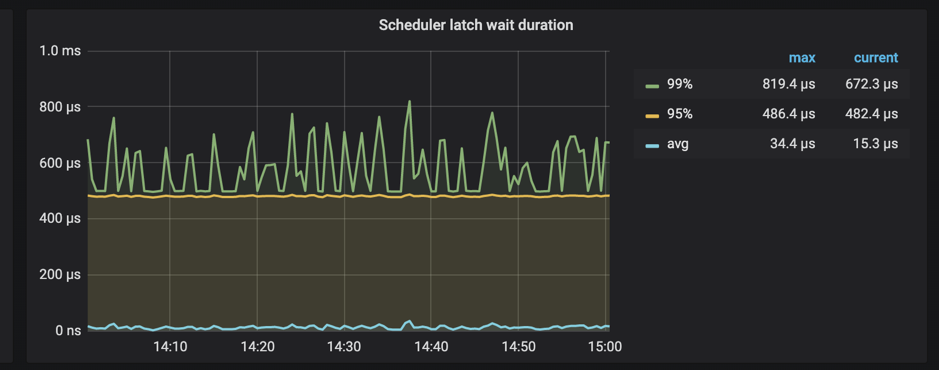 Scheduler latch wait duration
1.0 ms
800 µs
600 µs
400 µs
200 µs
0 ns
14:10 14:20 14:30 14:40 14:50 15:00
max current
99% 819.4 µs 672.3 µs
95% 486.4 µs 482.4 µs
avg 34.4 µs 15.3 µs